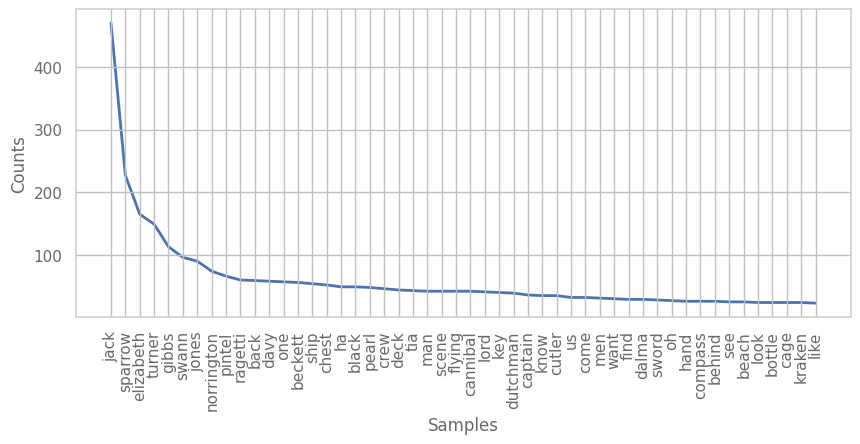 400
300
200
100
Counts
jack
sparrow
elizabeth
turner
gibbs
swann
jones
norrington
pintel
ragetti
back
davy
one
beckett
ship
chest
ha
black
pearl
crew
deck
tia
man
scene
flying
cannibal
lord
key
dutchman
captain
know
cutler
us
come
men
want
find
dalma
sword
oh
hand
compass
behind
see
beach
look
bottle
cage
kraken
like
Samples